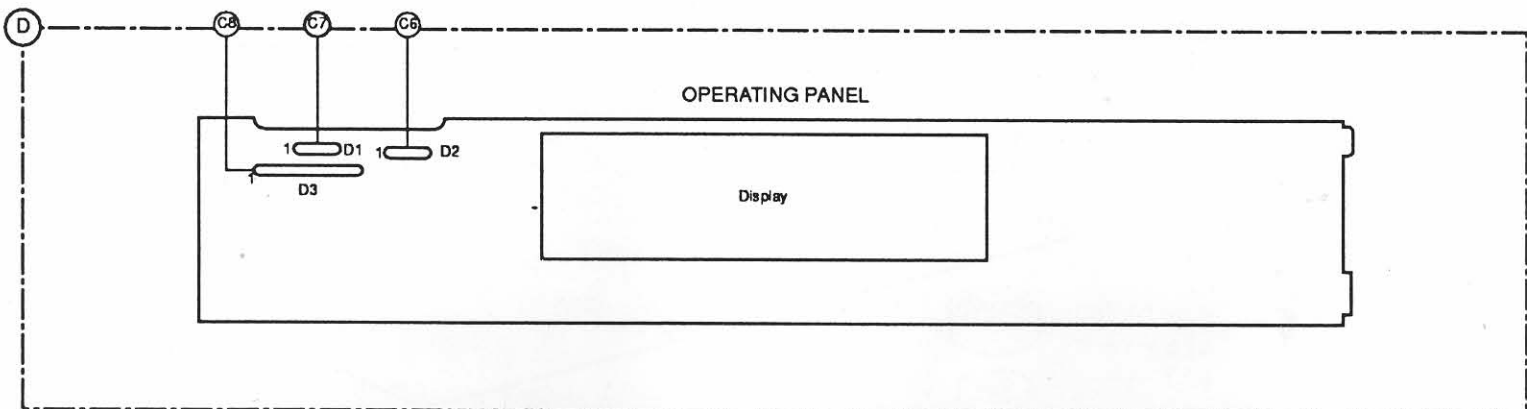 D
C8
C7
C6
OPERATING PANEL
1
D1
1
D2
1
D3
Display